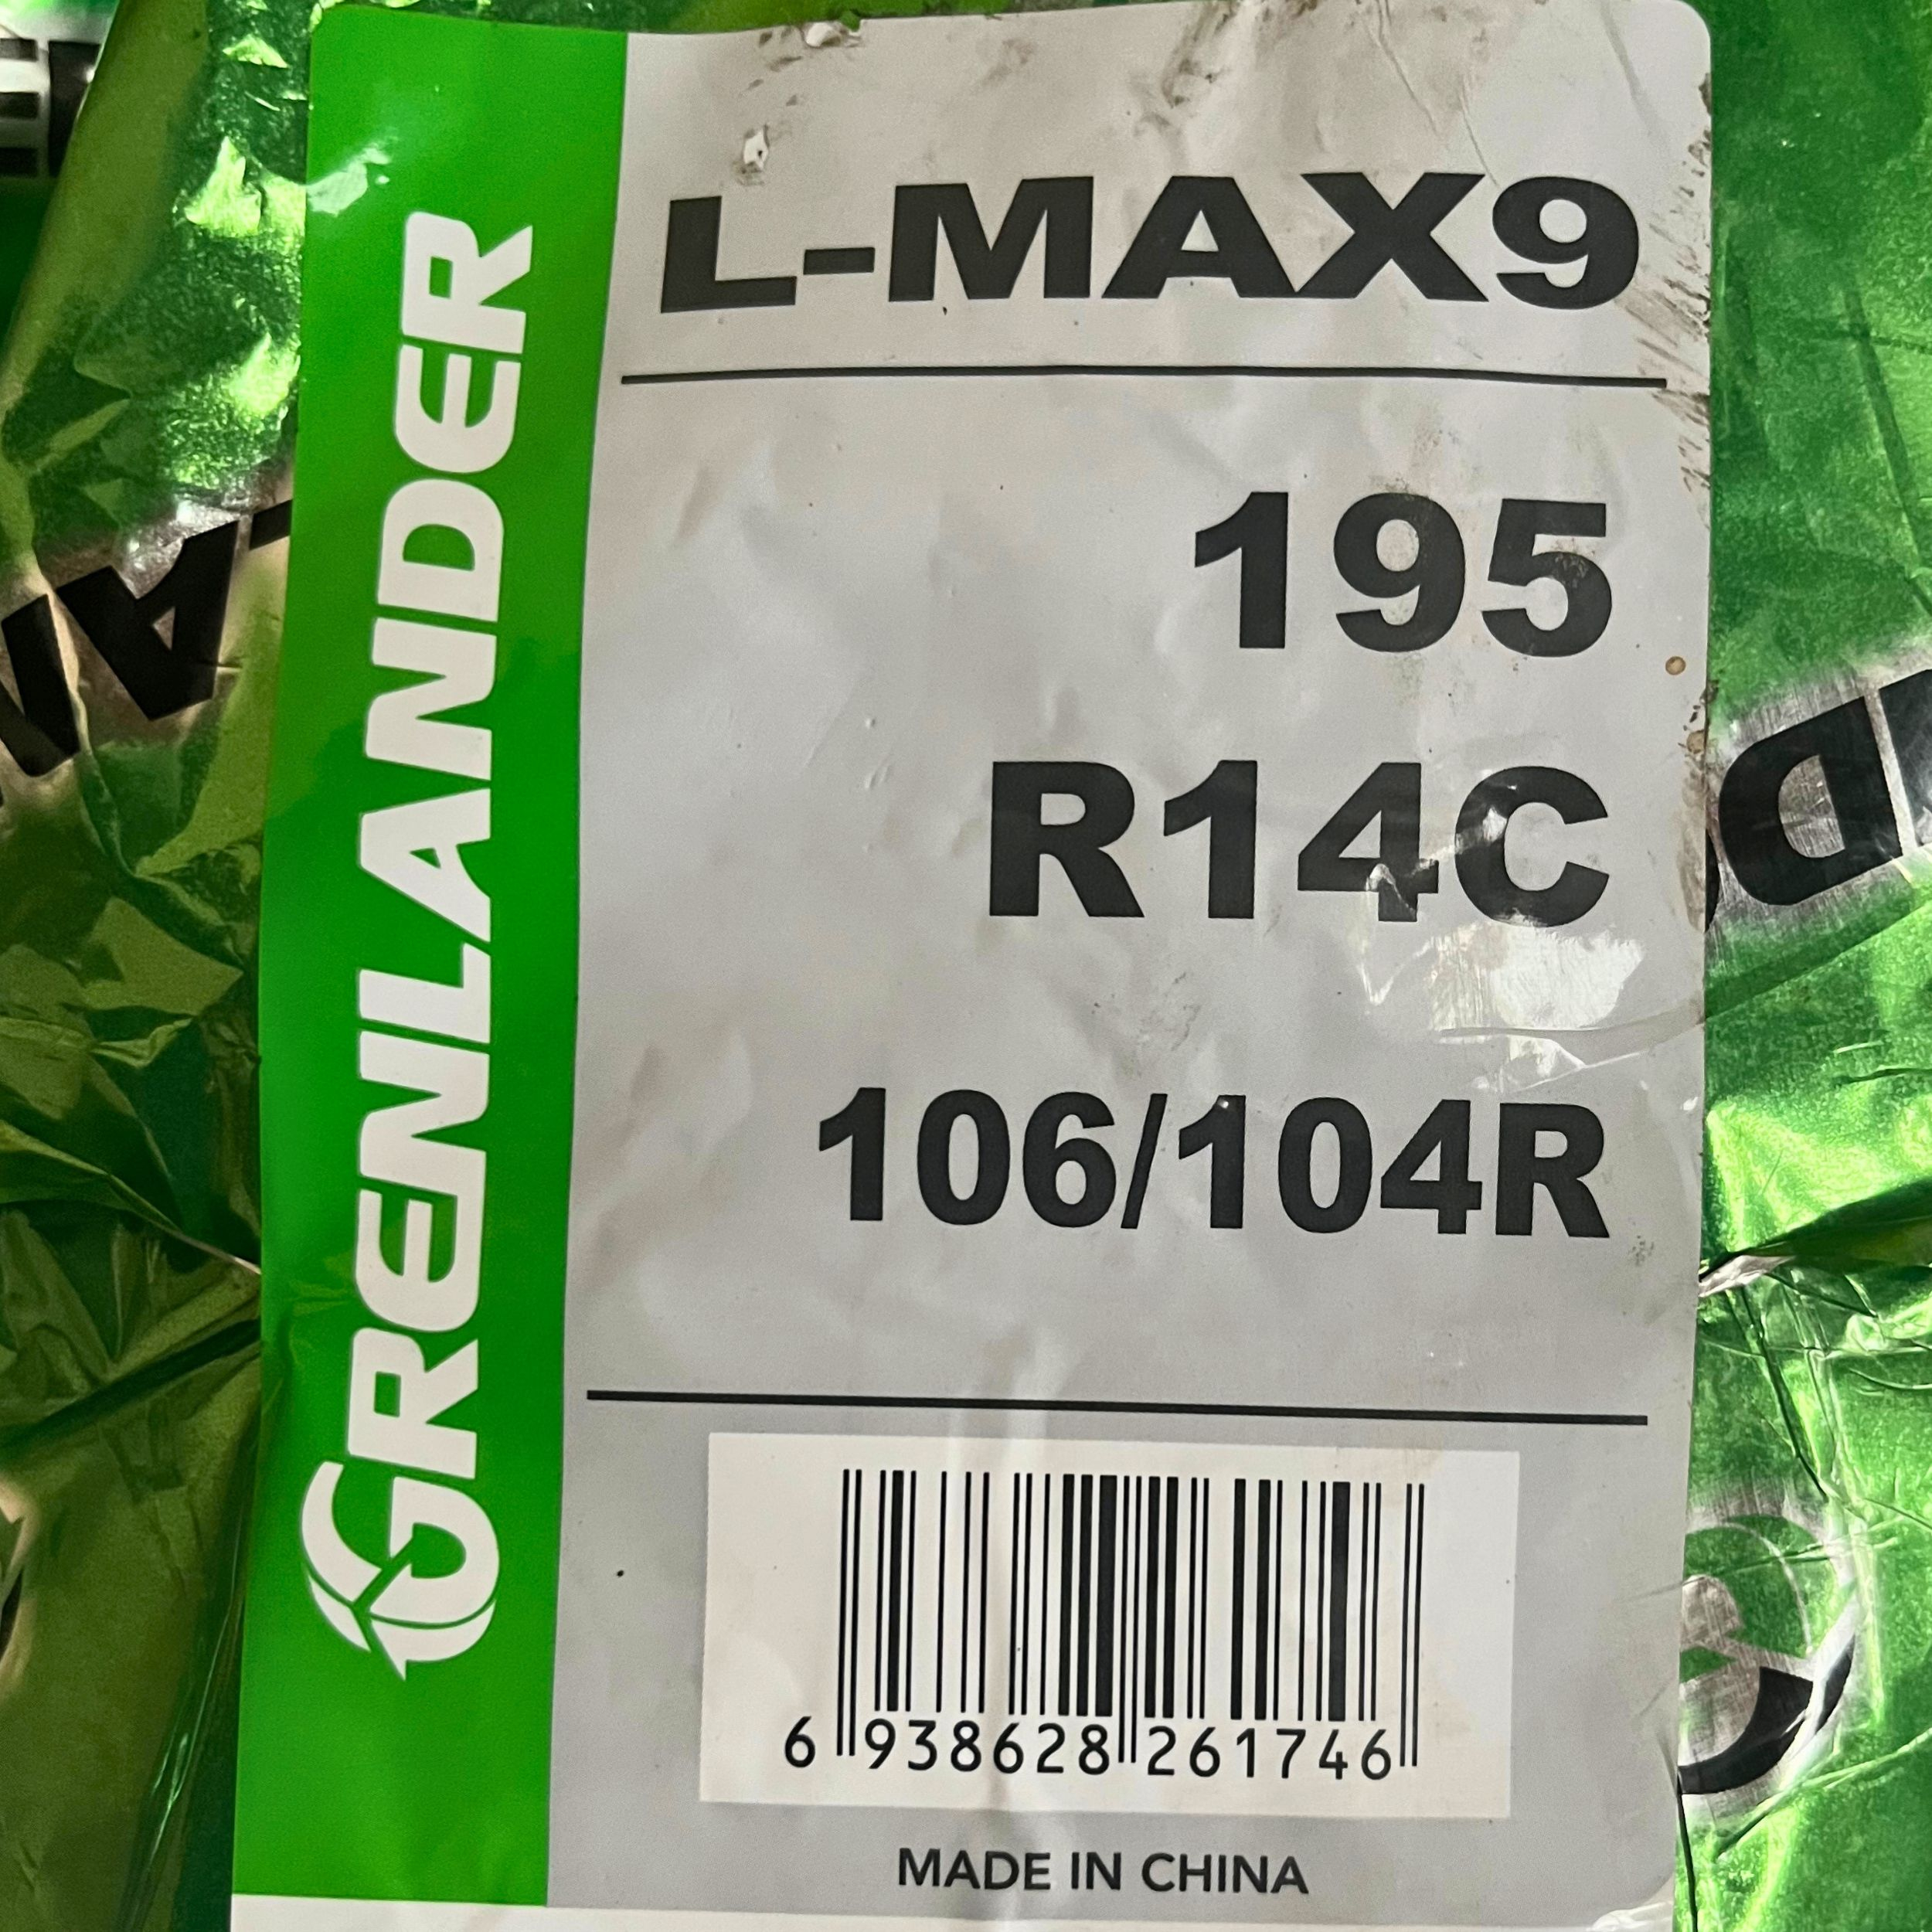 GRENLANDER
L-MAX9
195
R14C
106/104R
6 938628 261746
MADE IN CHINA